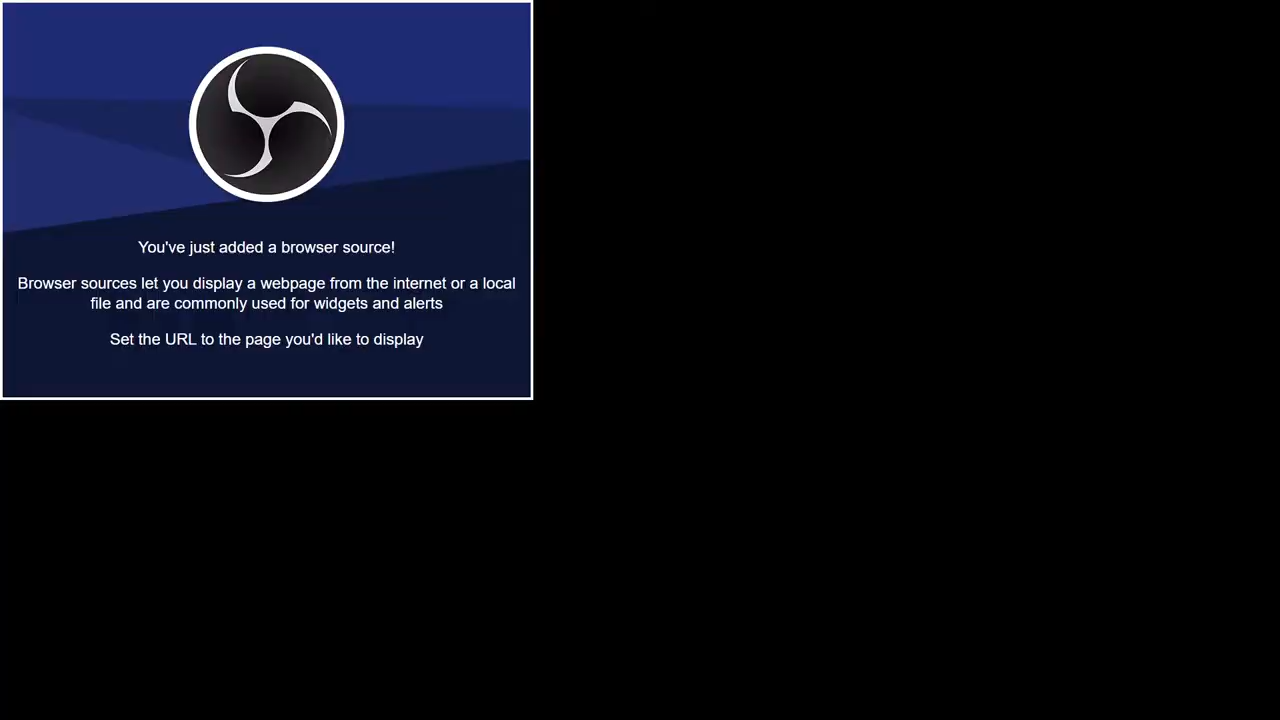 You've just added a browser source!
Browser sources let you display a webpage from the internet or a local
file and are commonly used for widgets and alerts
Set the URL to the page you'd like to display